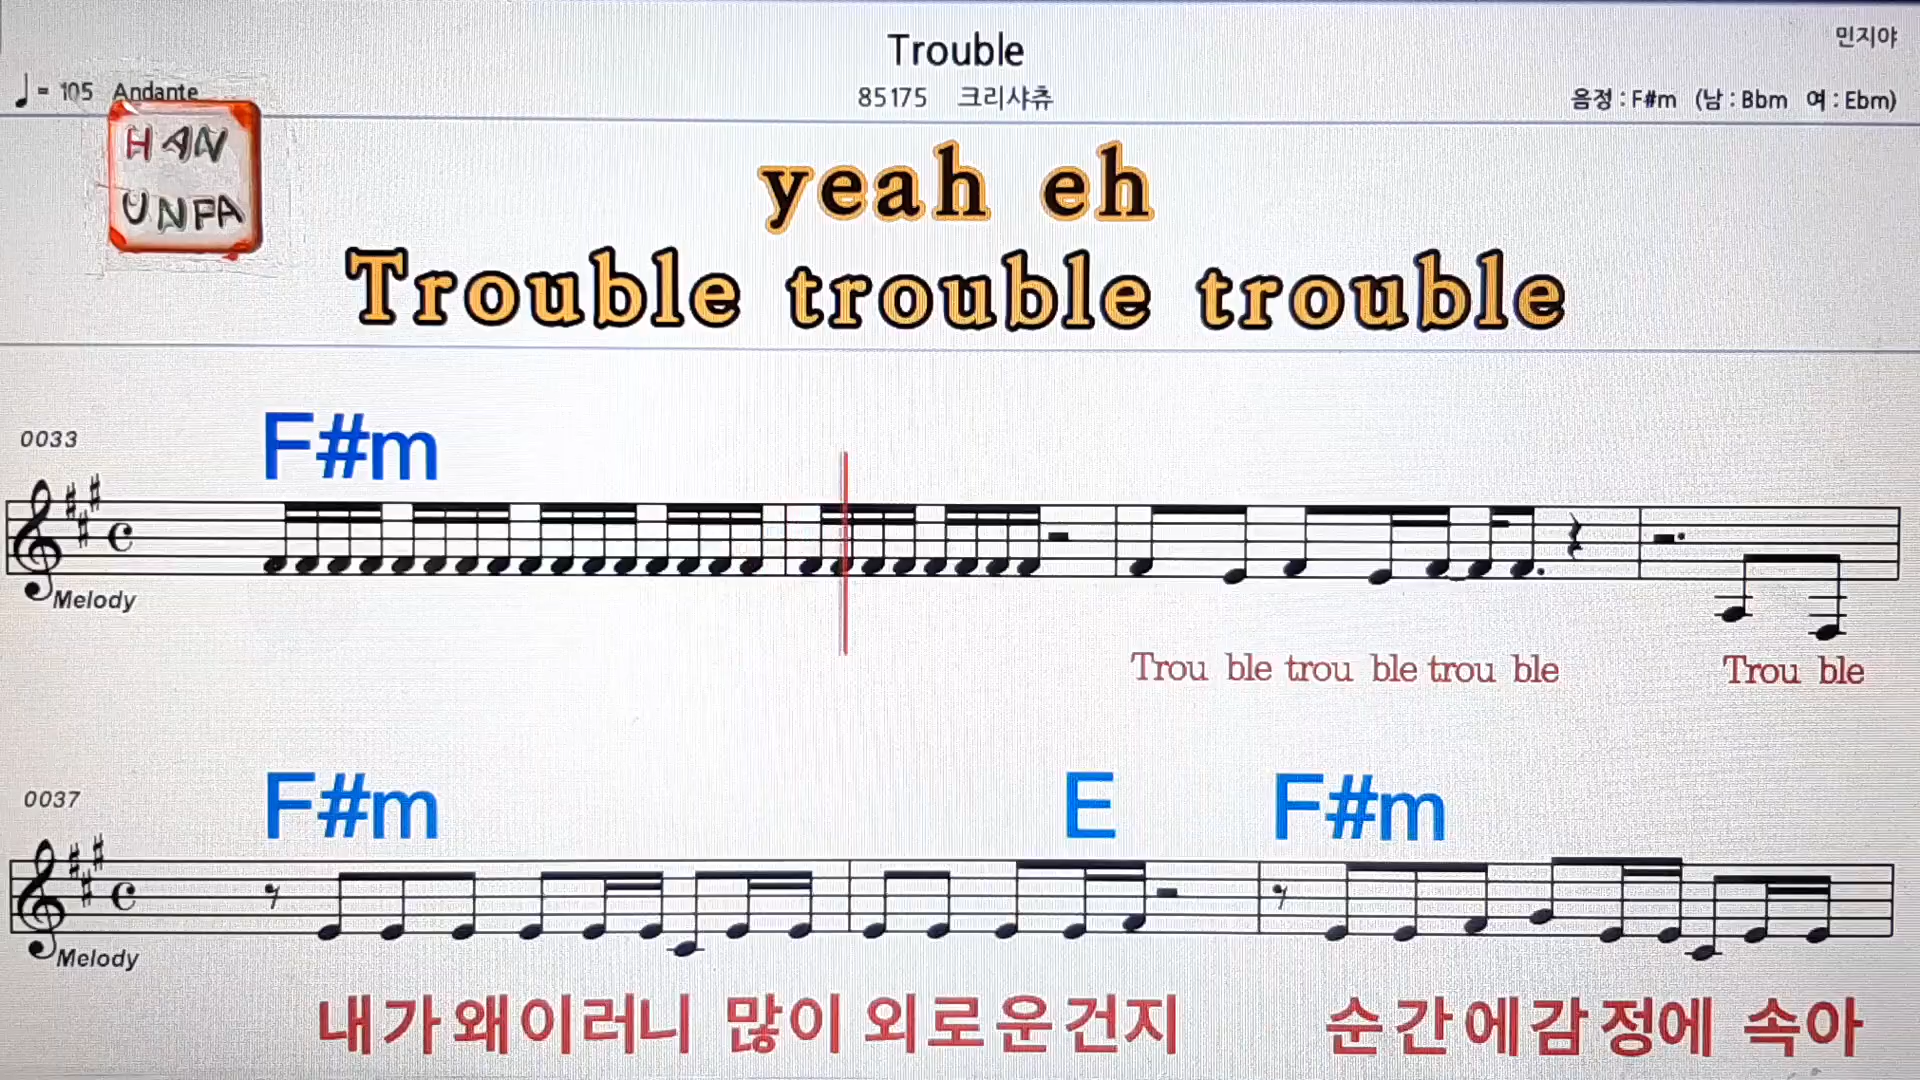 Trouble
민지야
♩= 105 Andante
85175 크리샤츄
음정 : F#m (남 : Bbm 여 : Ebm)
HAN
UNFA
yeah eh
Trouble trouble trouble
0033
F#m
Melody
Trou ble trou ble trou ble Trou ble
0037
F#m E F#m
Melody
내가왜이러니 많이 외로운건지 순간에감정에 속아